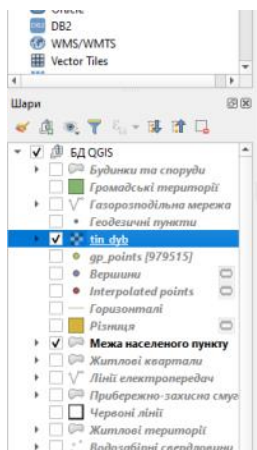 Oracle
DB2
WMS/WMTS
Vector Tiles
Шари
БД QGIS
Будинки та споруди
Громадські території
Газорозподільна мережа
Геодезичні пункти
tin_dyb
gp_points [979515]
Вершини
Interpolated points
Горизонталі
Різниця
Межа населеного пункту
Житлові квартали
Лінії електропередач
Прибережно-захисна смуг
Червоні лінії
Житлові території
Водозабірні свердловини